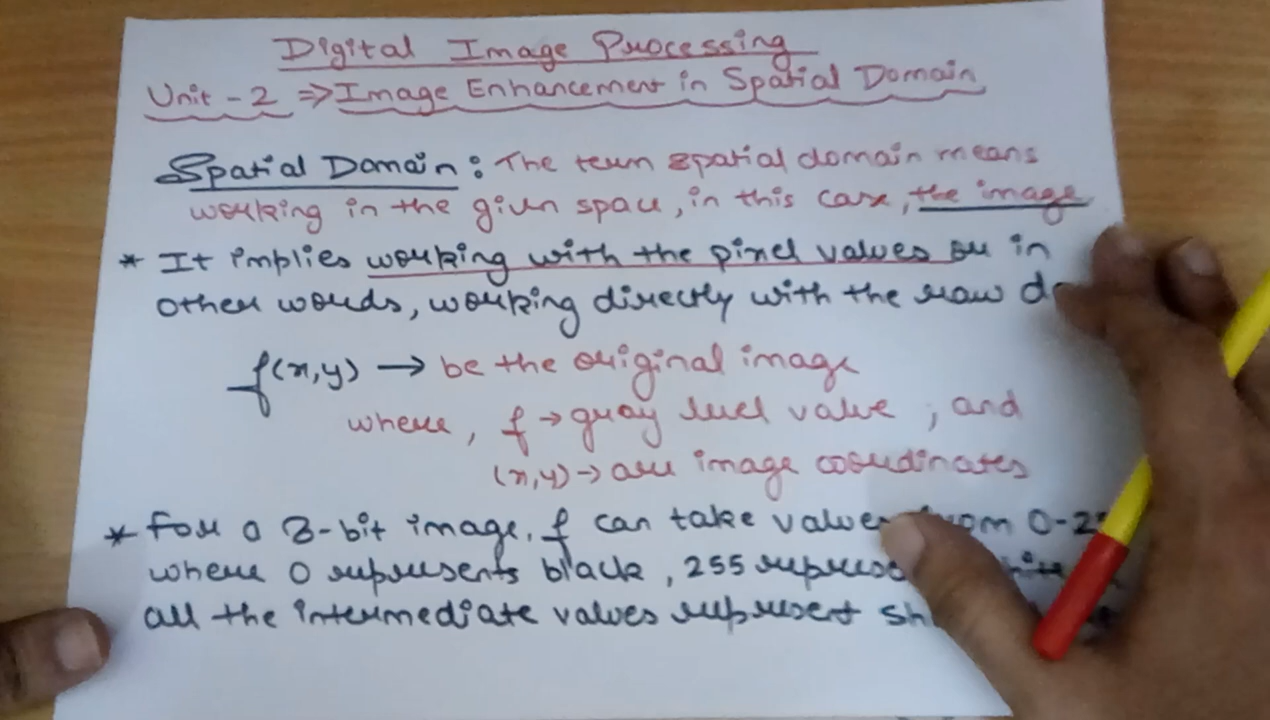 Digital Image Processing
Unit - 2 ⇒ Image Enhancement in Spatial Domain
Spatial Domain : The term spatial domain means
working in the given space, in this case, the image
* It implies working with the pixel values or in
other words, working directly with the raw
f(x,y) → be the original image
where, f → gray level value , and
(x,y) → are image coordinates
* For a 8-bit image, f can take values from 0-2
where 0 represents black , 255
all the intermediate values represent